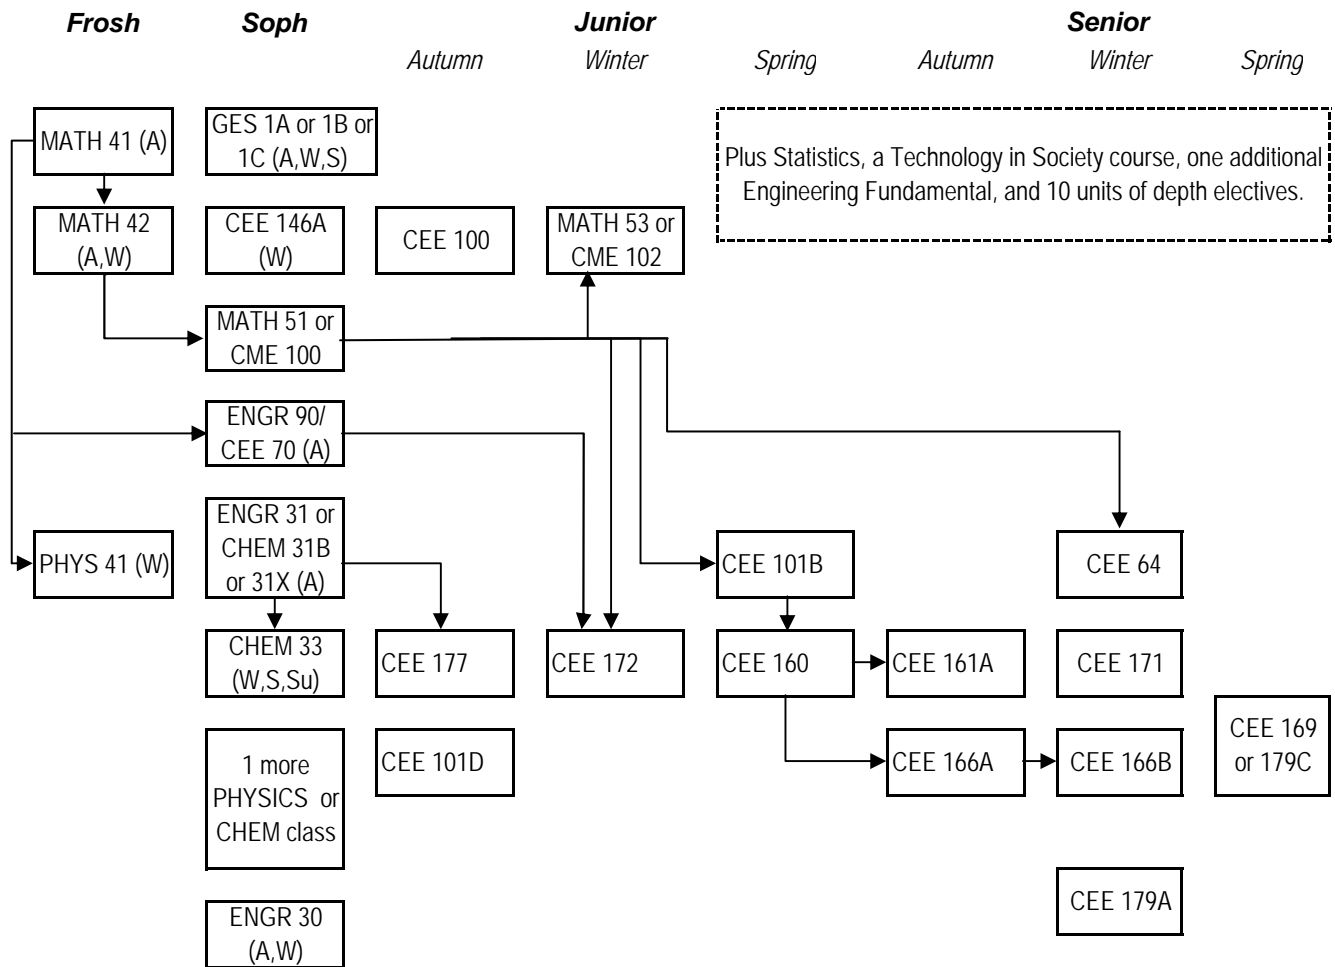 Frosh
Soph
Junior
Senior
Autumn
Winter
Spring
Autumn
Winter
Spring
MATH 41 (A)
GES 1A or 1B or
1C (A,W,S)
Plus Statistics, a Technology in Society course, one additional
Engineering Fundamental, and 10 units of depth electives.
MATH 42
(A,W)
CEE 146A
(W)
CEE 100
MATH 53 or
CME 102
MATH 51 or
CME 100
ENGR 90/
CEE 70 (A)
PHYS 41 (W)
ENGR 31 or
CHEM 31B
or 31X (A)
CEE 101B
CEE 64
CHEM 33
(W,S,Su)
CEE 177
CEE 172
CEE 160
CEE 161A
CEE 171
1 more
PHYSICS or
CHEM class
CEE 101D
CEE 166A
CEE 166B
CEE 169
or 179C
ENGR 30
(A,W)
CEE 179A